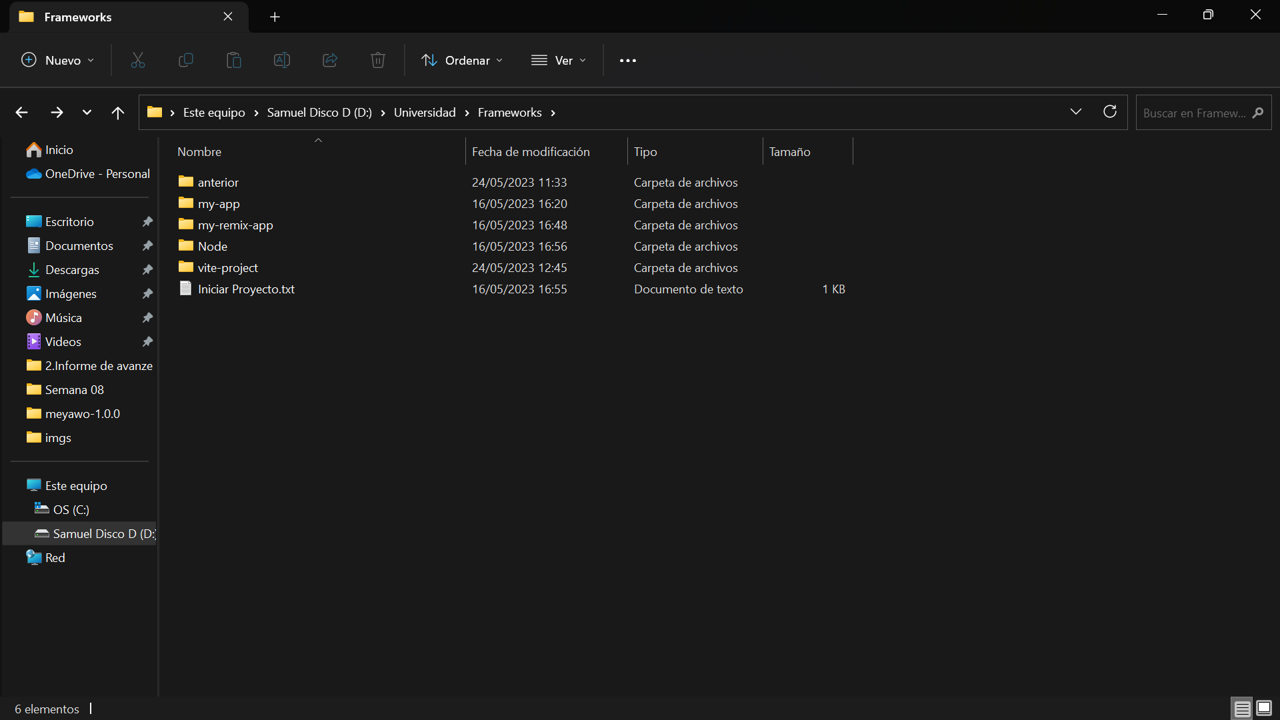 Frameworks
Nuevo
Ordenar
Ver
Este equipo
Samuel Disco D (D:)
Universidad
Frameworks
Buscar en Framew...
Inicio
OneDrive - Personal
Escritorio
Documentos
Descargas
Imágenes
Música
Videos
2.Informe de avanze
Semana 08
meyawo-1.0.0
imgs
Este equipo
OS (C:)
Samuel Disco D (D:)
Red
Nombre Fecha de modificación Tipo Tamaño
anterior 24/05/2023 11:33 Carpeta de archivos
my-app 16/05/2023 16:20 Carpeta de archivos
my-remix-app 16/05/2023 16:48 Carpeta de archivos
Node 16/05/2023 16:56 Carpeta de archivos
vite-project 24/05/2023 12:45 Carpeta de archivos
Iniciar Proyecto.txt 16/05/2023 16:55 Documento de texto 1 KB
6 elementos